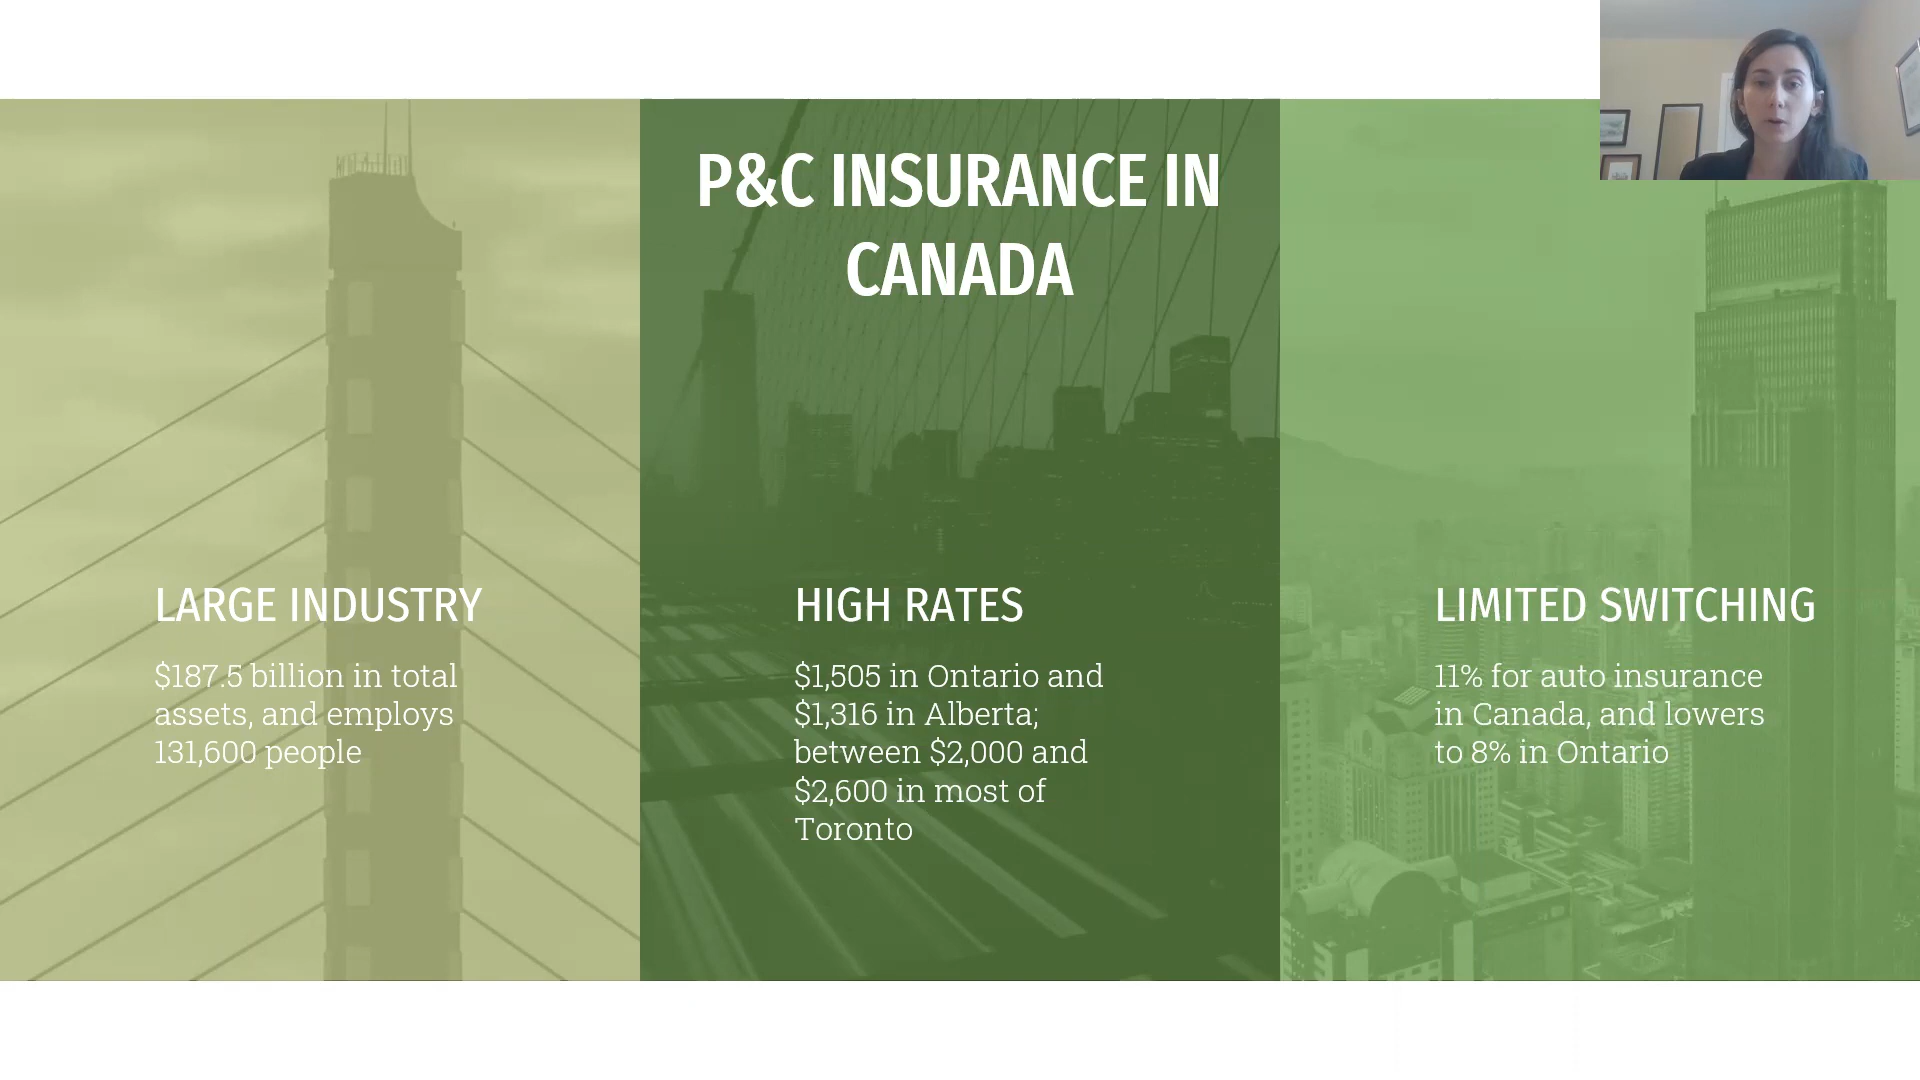 P&C INSURANCE IN
CANADA
LARGE INDUSTRY
$187.5 billion in total
assets, and employs
131,600 people
HIGH RATES
$1,505 in Ontario and
$1,316 in Alberta;
between $2,000 and
$2,600 in most of
Toronto
LIMITED SWITCHING
11% for auto insurance
in Canada, and lowers
to 8% in Ontario